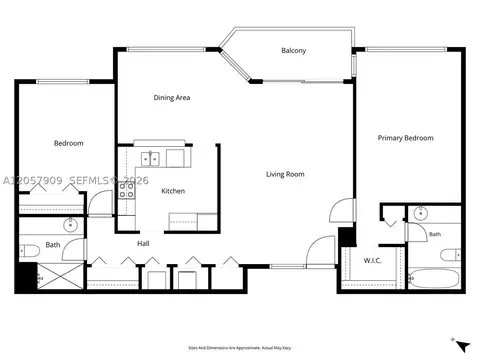 Balcony
Dining Area
Bedroom
Primary Bedroom
Living Room
A12057909 SEFMLS© 2026
Kitchen
Bath
Hall
Bath
W.I.C.
Sizes And Dimensions Are Approximate. Actual May Vary.